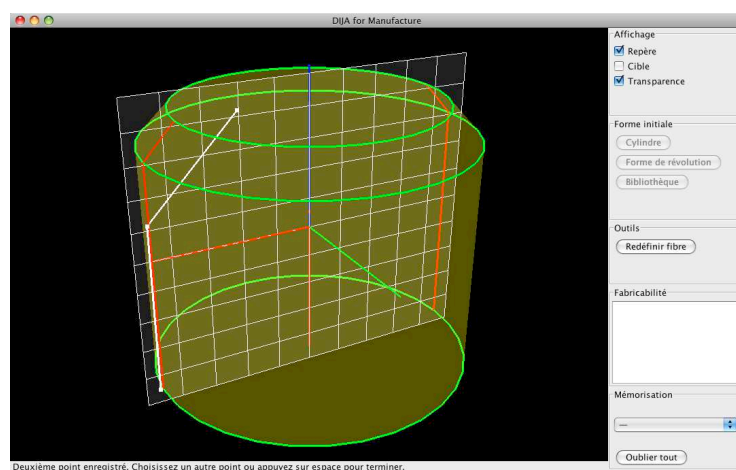 DIJA for Manufacture
Affichage
Repère
Cible
Transparence
Forme initiale
Cylindre
Forme de révolution
Bibliothèque
Outils
Redéfinir fibre
Fabricabilité
Mémorisation
—
Oublier tout
Deuxième point enregistré. Choisissez un autre point ou appuyez sur espace pour terminer.